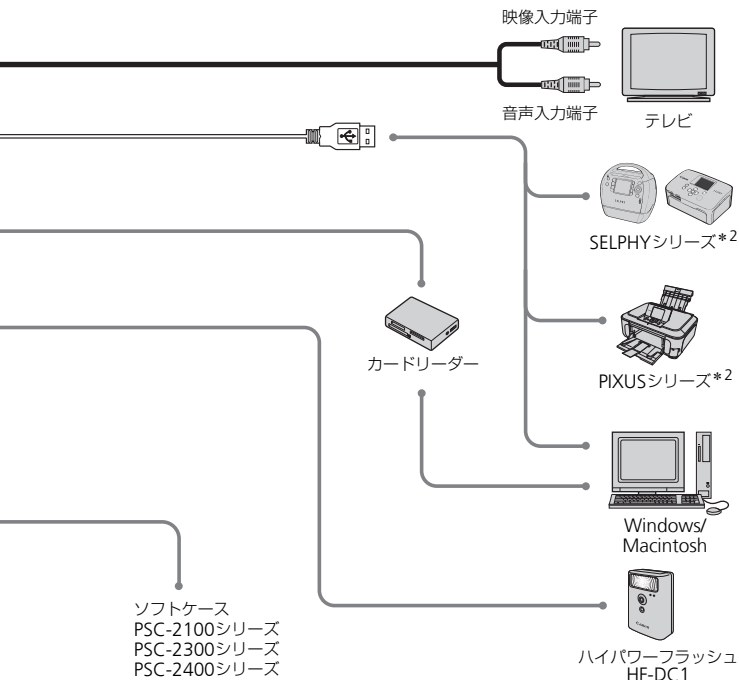 映像入力端子
音声入力端子
テレビ
SELPHYシリーズ*2
カードリーダー
PIXUSシリーズ*2
Windows/
Macintosh
ソフトケース
PSC-2100シリーズ
PSC-2300シリーズ
PSC-2400シリーズ
Canon
ハイパワーフラッシュ
HF-DC1